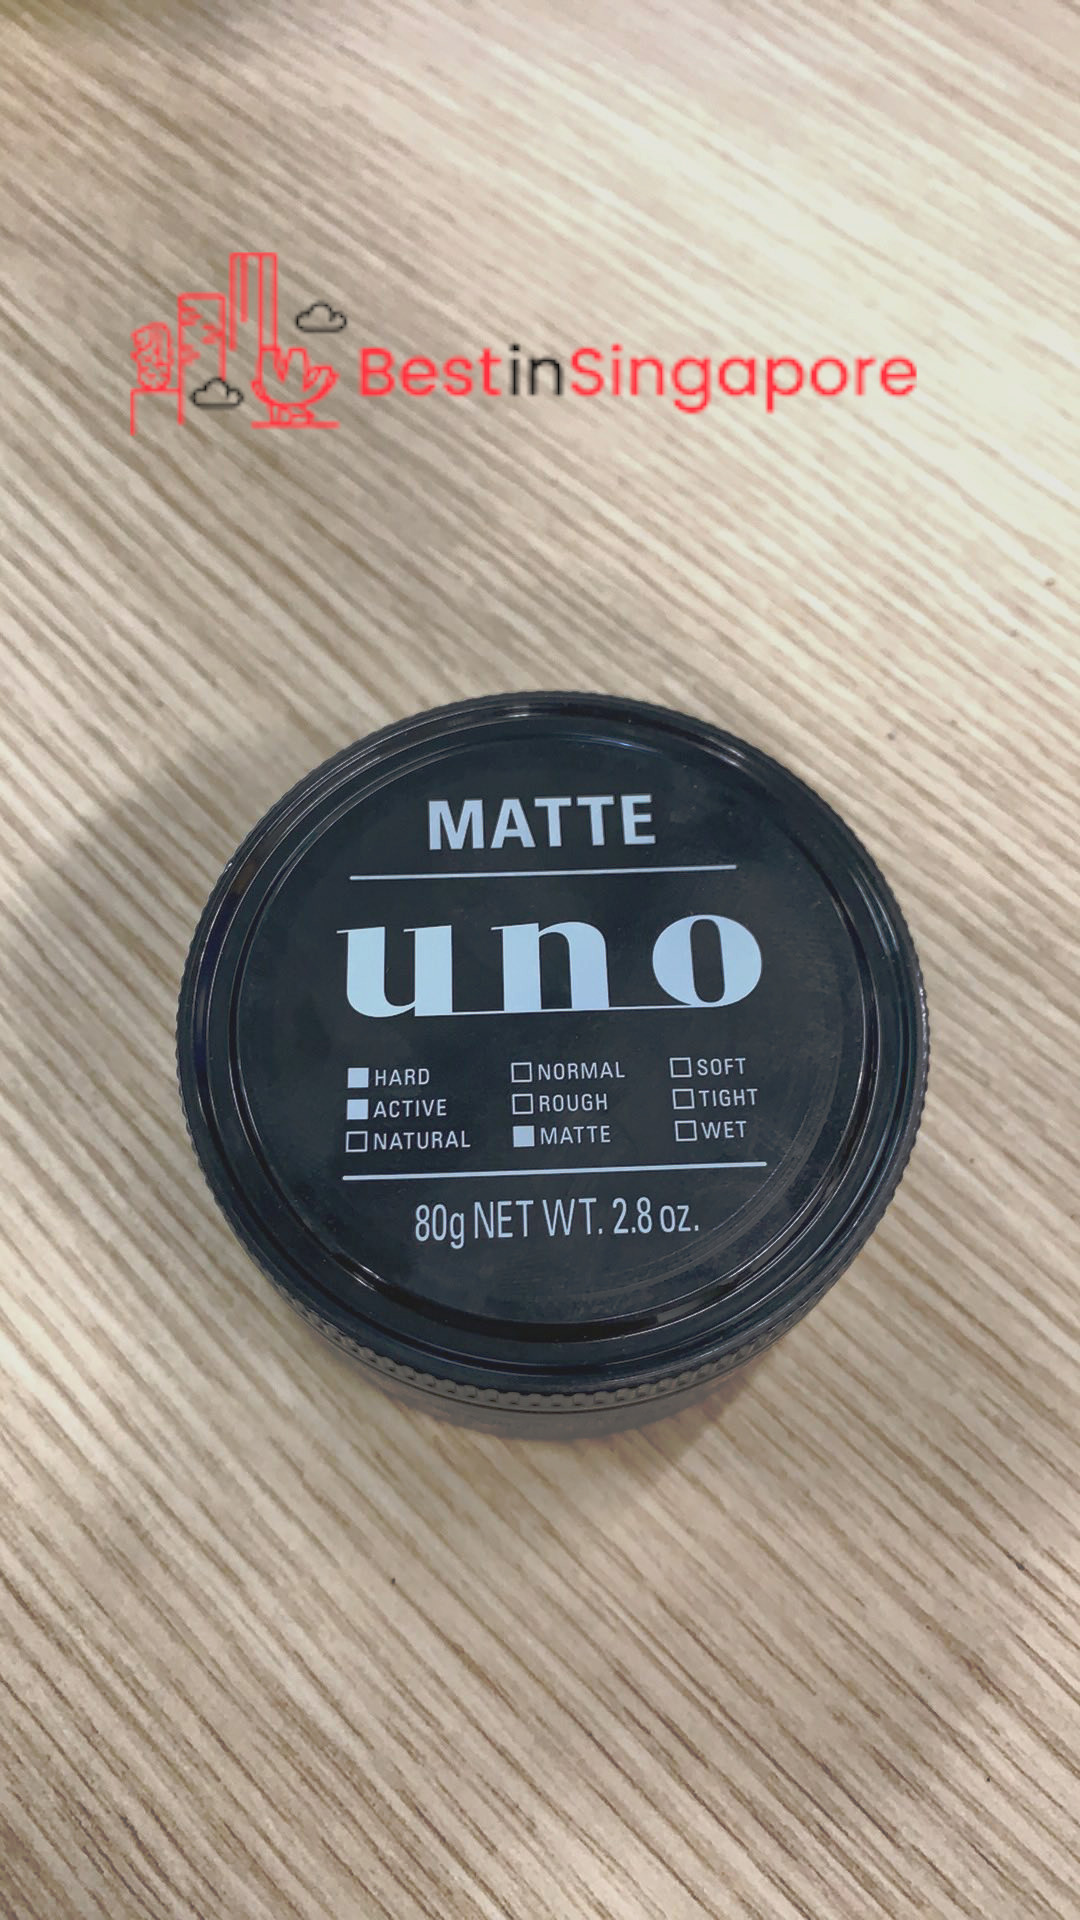 BestinSingapore
MATTE
uno
HARD NORMAL SOFT
ACTIVE ROUGH TIGHT
NATURAL MATTE WET
80g NET WT. 2.8 oz.